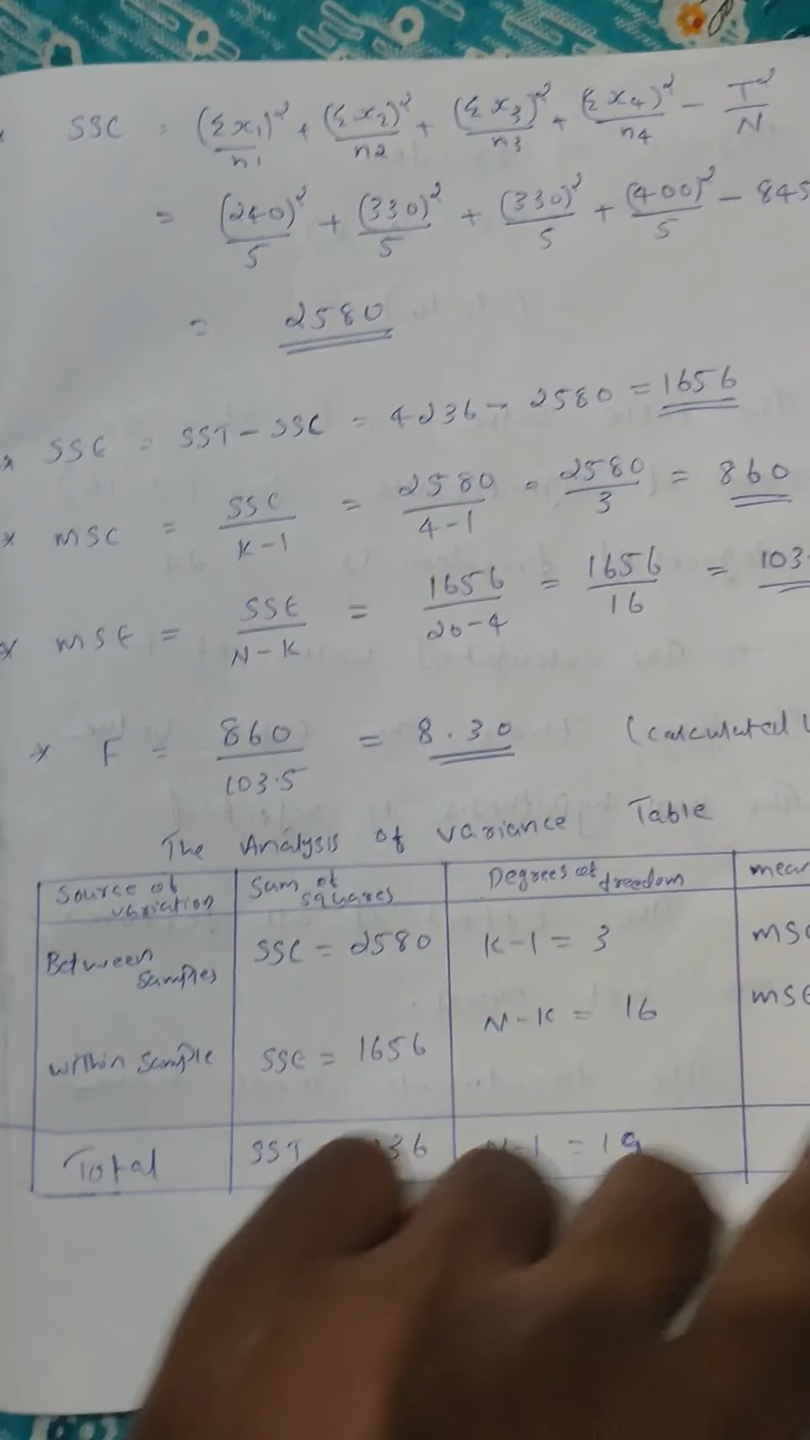 SSC = (Σx₁)²/n1 + (Σx₂)²/n2 + (Σx₃)²/n3 + (Σx₄)²/n4 - T²/N
= (240)²/5 + (330)²/5 + (330)²/5 + (400)²/5 - 845
= 2580
* SSE = SST - SSC = 4236 - 2580 = 1656
* MSC = SSC/K-1 = 2580/4-1 = 2580/3 = 860
* MSE = SSE/N-K = 1656/20-4 = 1656/16 = 103.
* F = 860/103.5 = 8.30 (calculated
The Analysis of variance Table
Source of variation Sum of squares Degrees of freedom mean
Between samples SSC = 2580 K-1 = 3 MSC
within sample SSE = 1656 N-K = 16 MSE
Total SST 36 -1 = 19